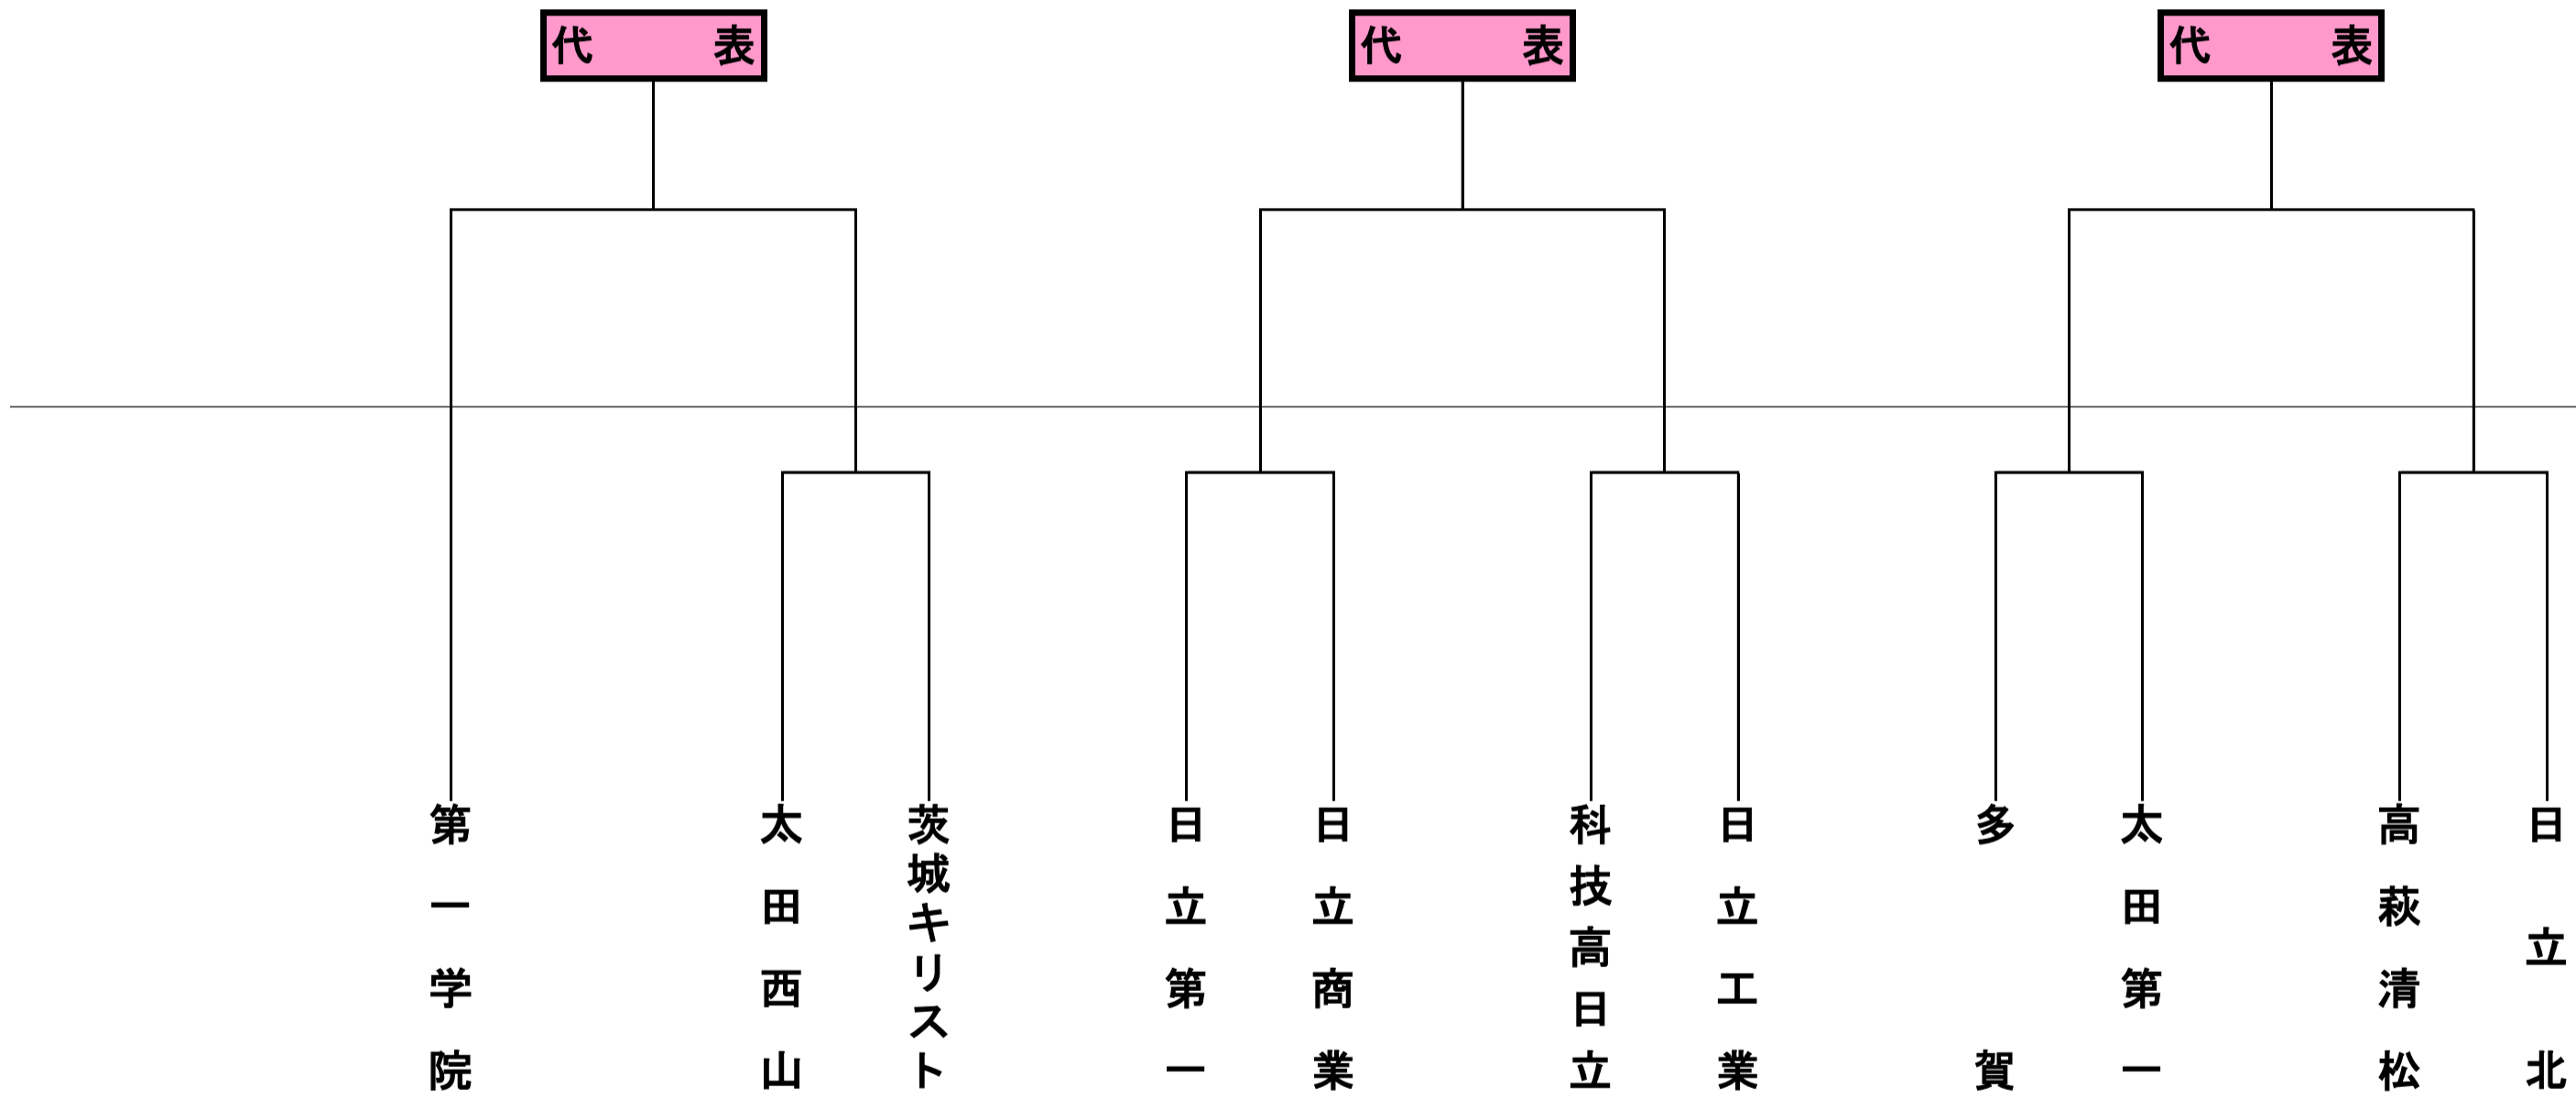 代表
代表
代表
第一学院
太田西山
茨城キリスト
日立第一
日立商業
科技高日立
日立工業
多賀
太田第一
高萩清松
日立北